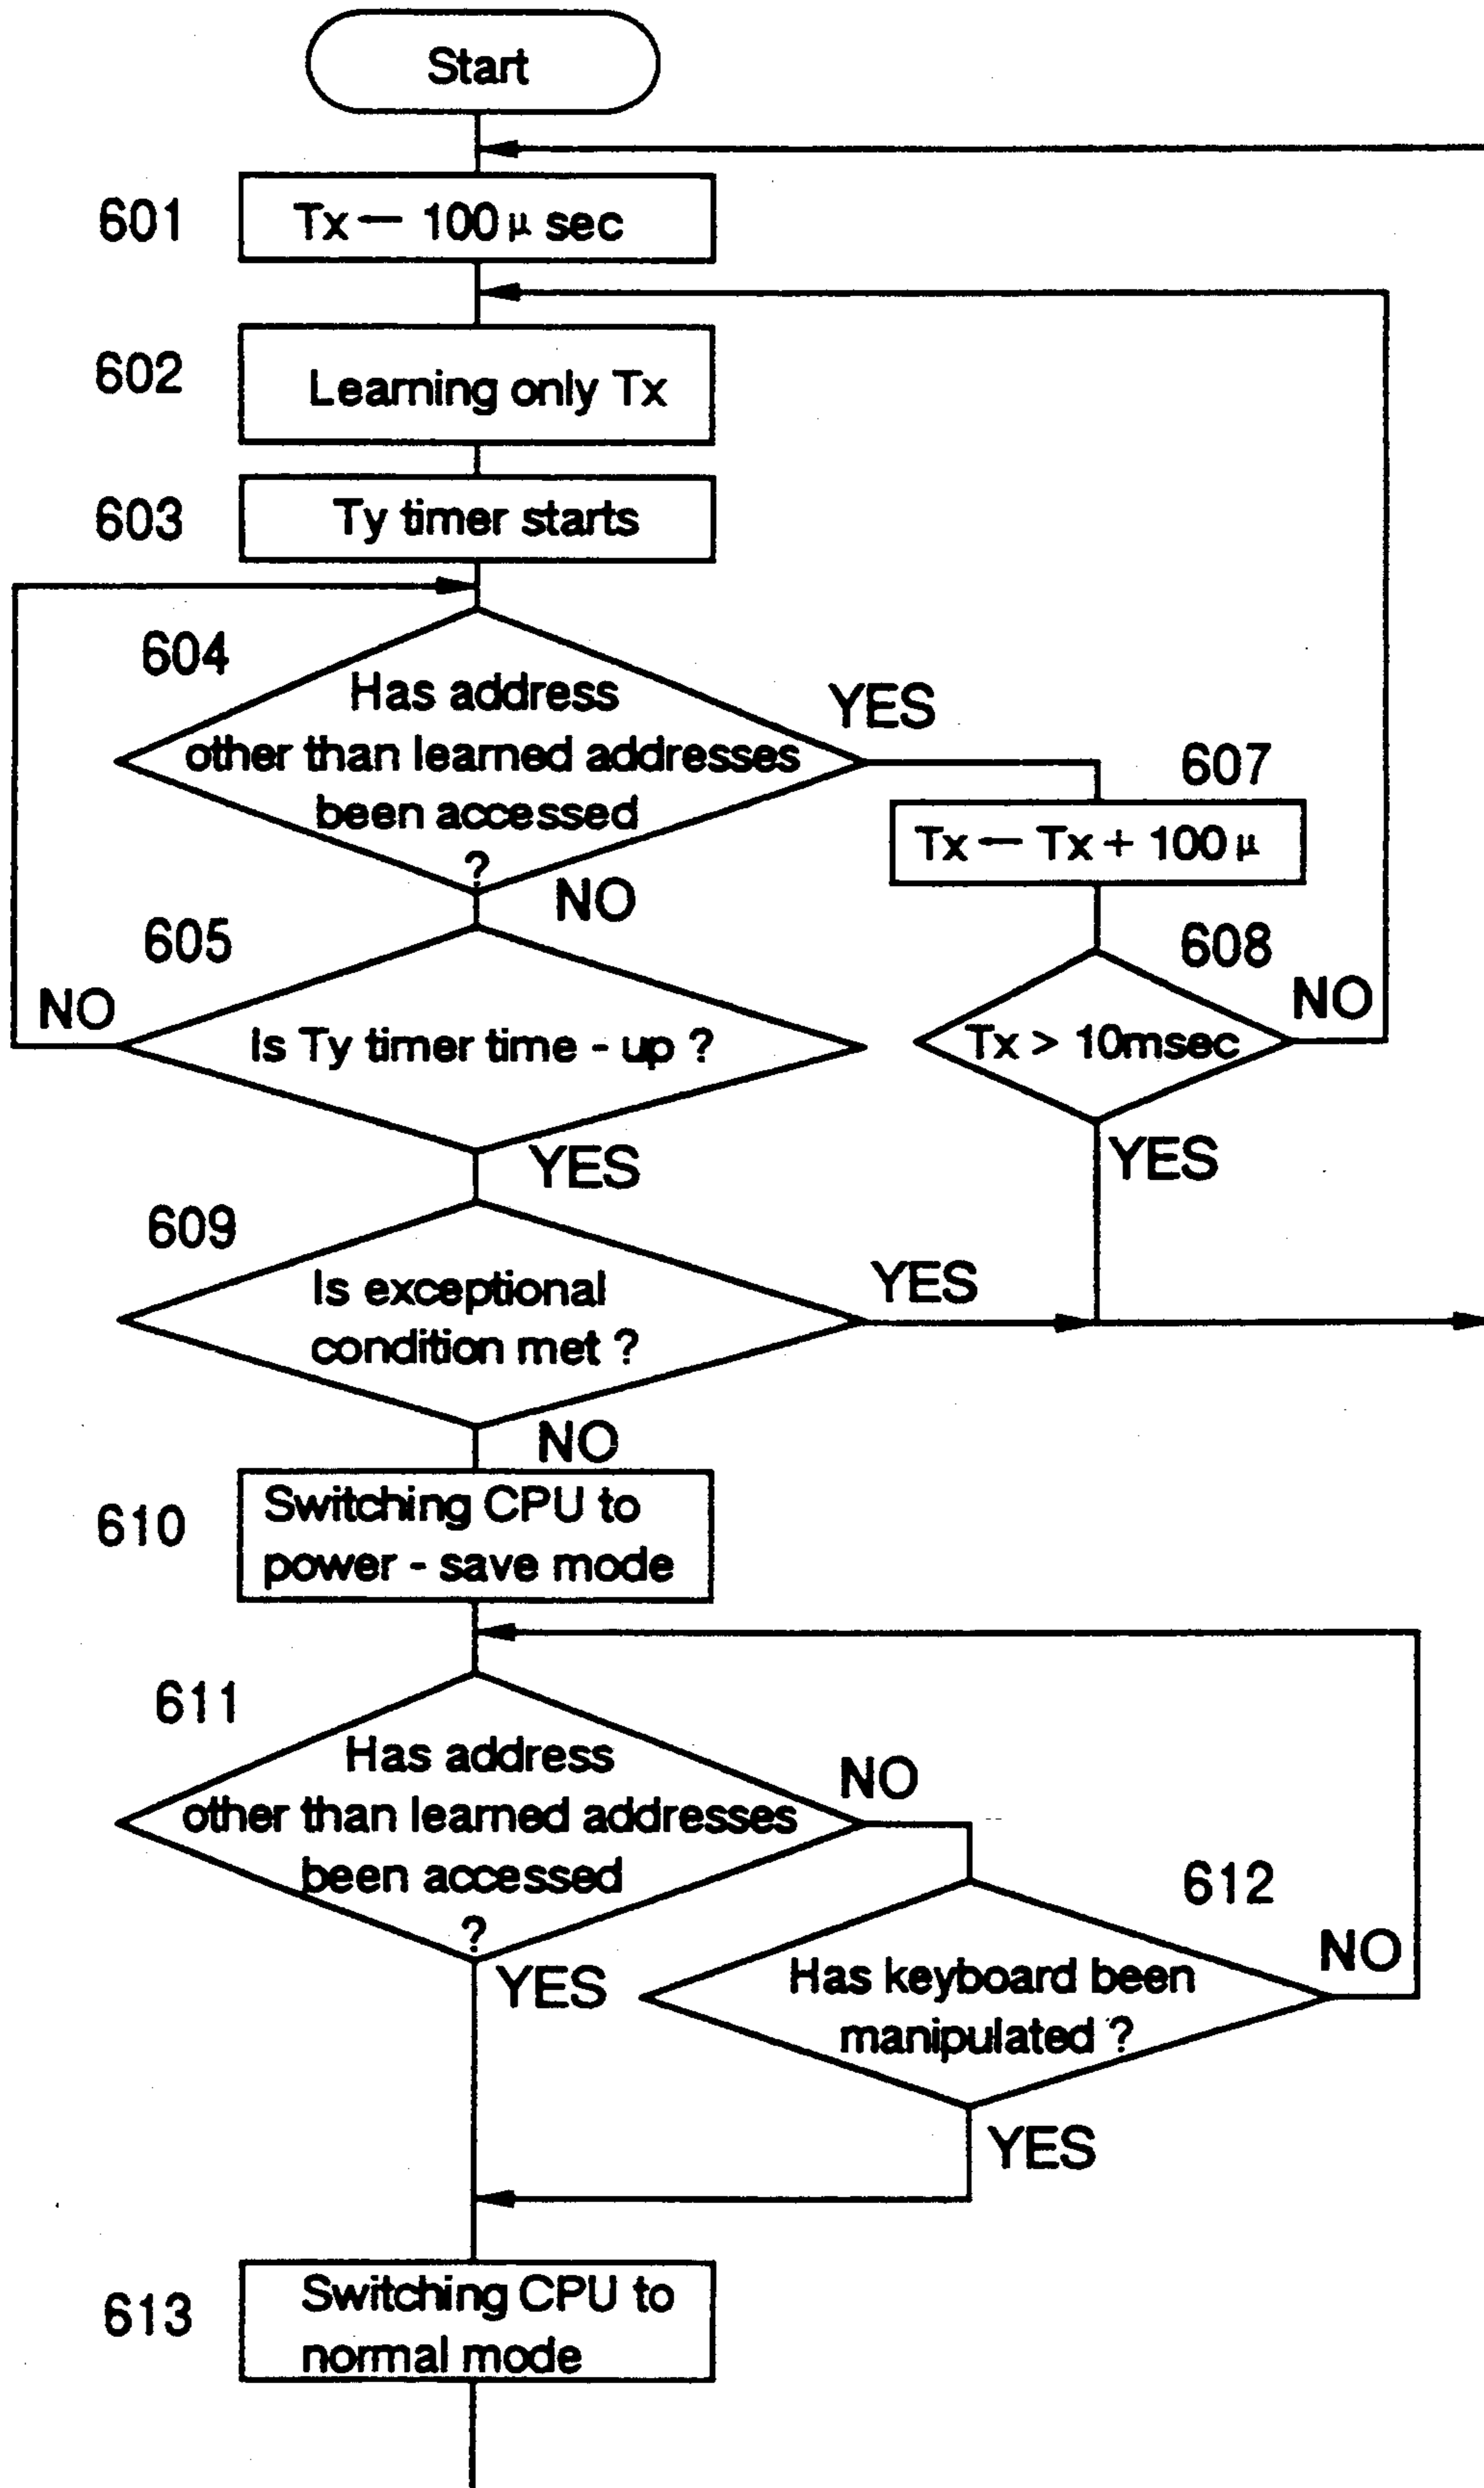 Start
601
Tx ← 100 μ sec
602
Learning only Tx
603
Ty timer starts
604
Has address
other than learned addresses
been accessed
?
YES
NO
607
Tx ← Tx + 100 μ
608
Tx > 10msec
NO
YES
605
Is Ty timer time - up ?
NO
YES
609
Is exceptional
condition met ?
YES
NO
610
Switching CPU to
power - save mode
611
Has address
other than learned addresses
been accessed
?
NO
YES
612
Has keyboard been
manipulated ?
NO
YES
613
Switching CPU to
normal mode